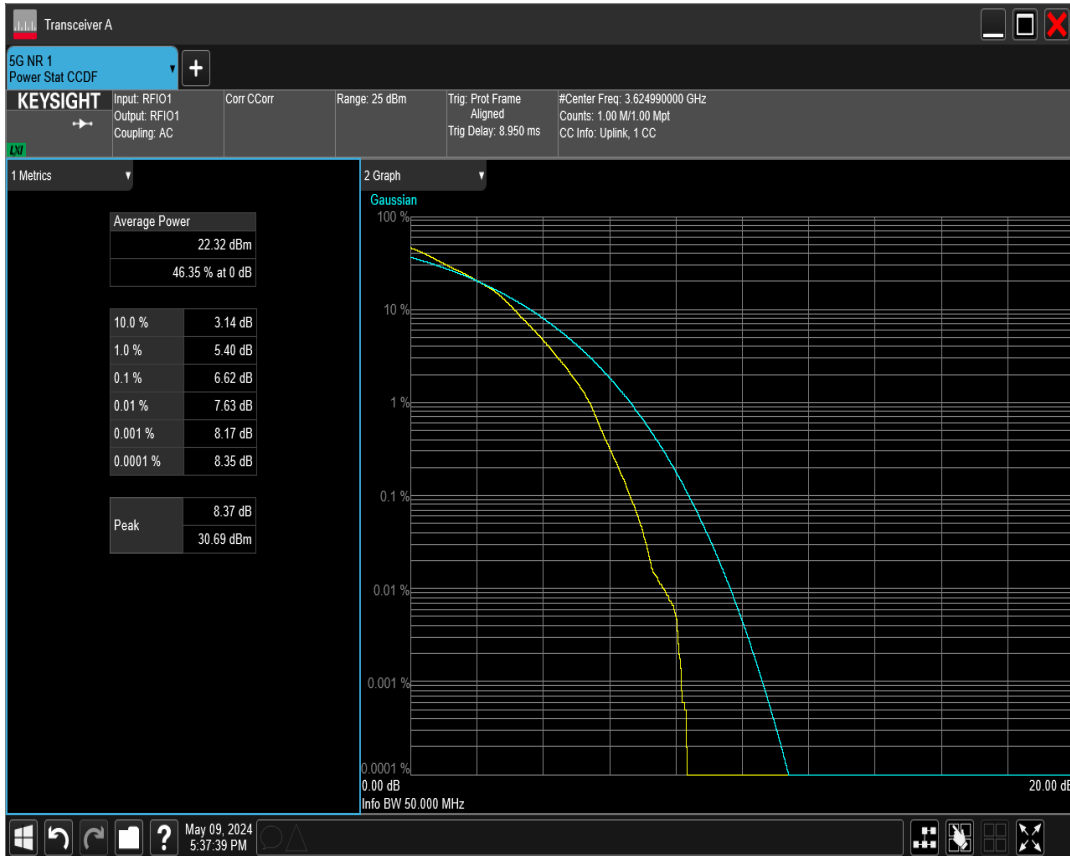 Transceiver A
5G NR 1
Power Stat CCDF
KEYSIGHT
LXI
Input: RFIO1
Output: RFIO1
Coupling: AC
Corr CCorr
Range: 25 dBm
Trig: Prot Frame
Aligned
Trig Delay: 8.950 ms
#Center Freq: 3.624990000 GHz
Counts: 1.00 M/1.00 Mpt
CC Info: Uplink, 1 CC
1 Metrics
Average Power
22.32 dBm
46.35 % at 0 dB
10.0 % 3.14 dB
1.0 % 5.40 dB
0.1 % 6.62 dB
0.01 % 7.63 dB
0.001 % 8.17 dB
0.0001 % 8.35 dB
Peak
8.37 dB
30.69 dBm
2 Graph
Gaussian
100 %
10 %
1 %
0.1 %
0.01 %
0.001 %
0.0001 %
0.00 dB 20.00 dB
Info BW 50.000 MHz
? May 09, 2024
5:37:39 PM